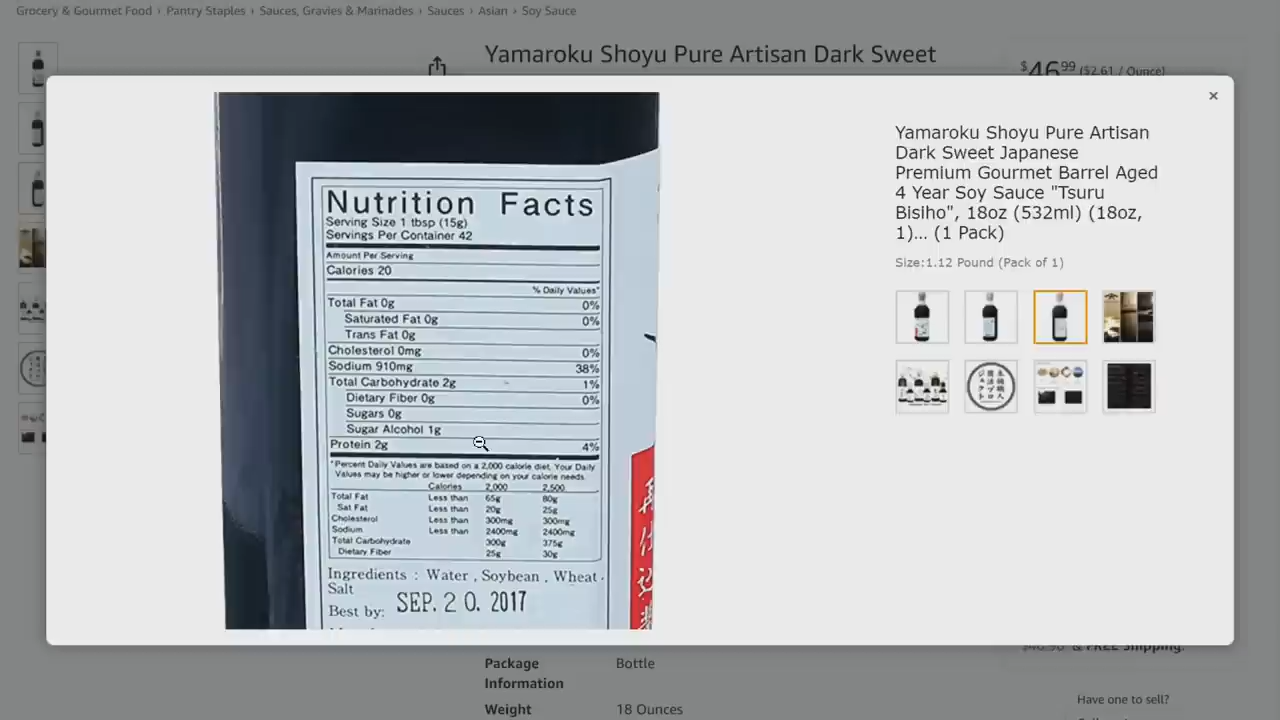 Grocery & Gourmet Food › Pantry Staples › Sauces, Gravies & Marinades › Sauces › Asian › Soy Sauce
Yamaroku Shoyu Pure Artisan Dark Sweet
$46.99 ($2.61 / Ounce)
Nutrition Facts
Serving Size 1 tbsp (15g)
Servings Per Container 42
Amount Per Serving
Calories 20
% Daily Values*
Total Fat 0g 0%
Saturated Fat 0g 0%
Trans Fat 0g
Cholesterol 0mg 0%
Sodium 910mg 38%
Total Carbohydrate 2g 1%
Dietary Fiber 0g 0%
Sugars 0g
Sugar Alcohol 1g
Protein 2g 4%
*Percent Daily Values are based on a 2,000 calorie diet. Your Daily
Values may be higher or lower depending on your calorie needs.
Calories 2,000 2,500
Total Fat Less than 65g 80g
Sat Fat Less than 20g 25g
Cholesterol Less than 300mg 300mg
Sodium Less than 2400mg 2400mg
Total Carbohydrate 300g 375g
Dietary Fiber 25g 30g
Ingredients : Water , Soybean , Wheat .
Salt
Best by: SEP. 2 0. 2017
再仕込
×
Yamaroku Shoyu Pure Artisan
Dark Sweet Japanese
Premium Gourmet Barrel Aged
4 Year Soy Sauce "Tsuru
Bisiho", 18oz (532ml) (18oz,
1)... (1 Pack)
Size:1.12 Pound (Pack of 1)
& FREE Shipping.
Package Bottle
Information
Weight 18 Ounces
Have one to sell?